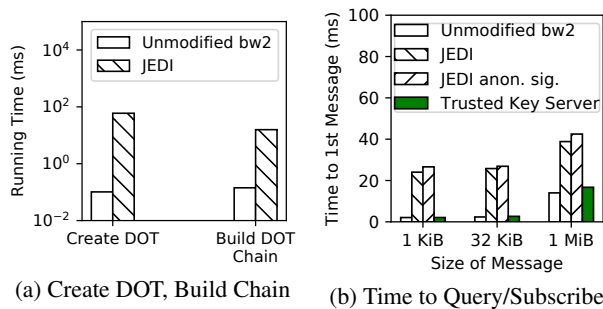 Running Time (ms)
10^4
10^2
10^0
10^−2
Unmodified bw2
JEDI
Create DOT
Build DOT
Chain
(a) Create DOT, Build Chain
Time to 1st Message (ms)
100
80
60
40
20
0
Unmodified bw2
JEDI
JEDI anon. sig.
Trusted Key Server
1 KiB
32 KiB
1 MiB
Size of Message
(b) Time to Query/Subscribe